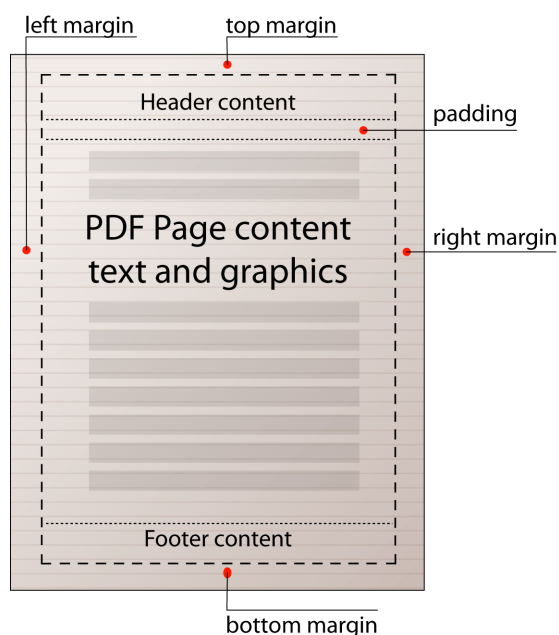 left margin
top margin
Header content
padding
PDF Page content
text and graphics
right margin
Footer content
bottom margin